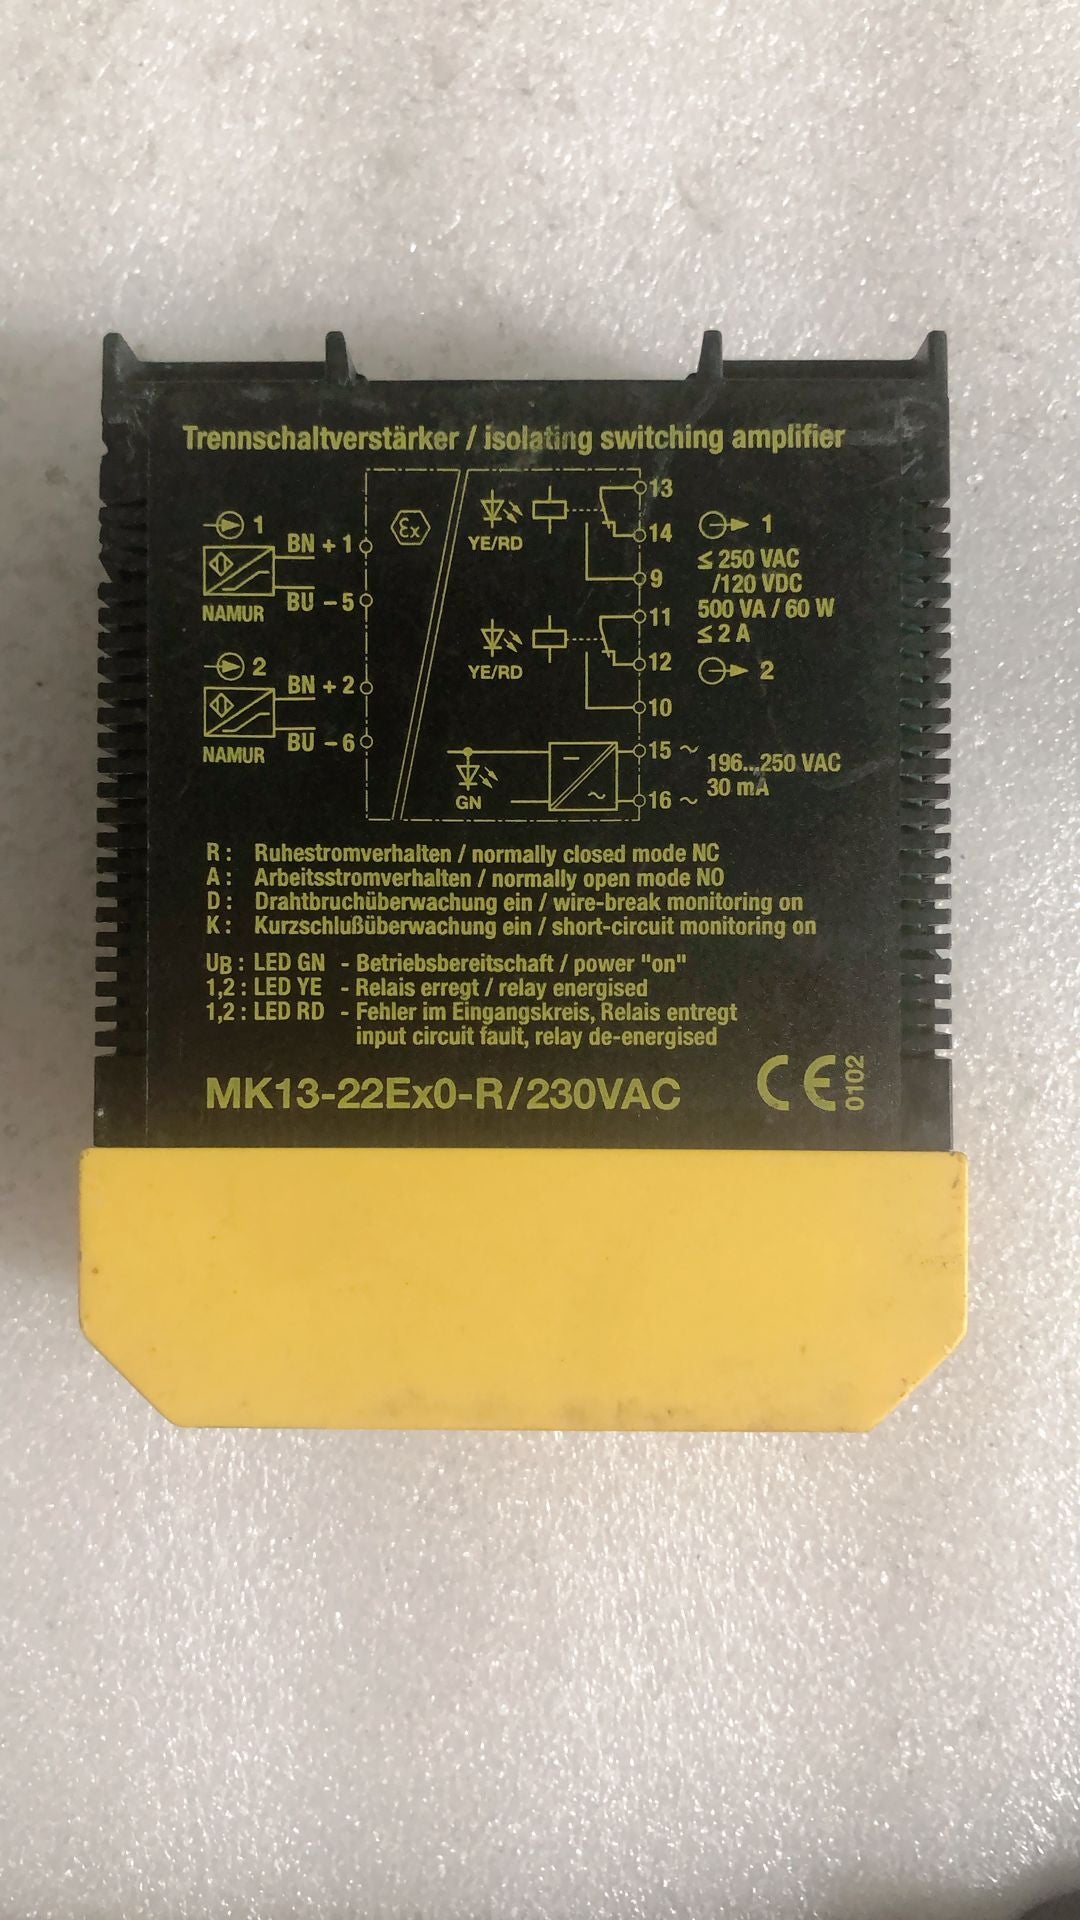 Trennschaltverstärker / isolating switching amplifier
13
1
BN + 1
Ex
YE/RD
14
1
≤ 250 VAC
/120 VDC
BU – 5
9
500 VA / 60 W
NAMUR
11
≤ 2 A
2
YE/RD
12
2
BN + 2
10
BU – 6
NAMUR
15 ~
196...250 VAC
30 mA
GN
~
16 ~
R : Ruhestromverhalten / normally closed mode NC
A : Arbeitsstromverhalten / normally open mode NO
D : Drahtbruchüberwachung ein / wire-break monitoring on
K : Kurzschlußüberwachung ein / short-circuit monitoring on
UB : LED GN - Betriebsbereitschaft / power "on"
1,2 : LED YE - Relais erregt / relay energised
1,2 : LED RD - Fehler im Eingangskreis, Relais entregt
input circuit fault, relay de-energised
MK13-22Ex0-R/230VAC
CE 0102